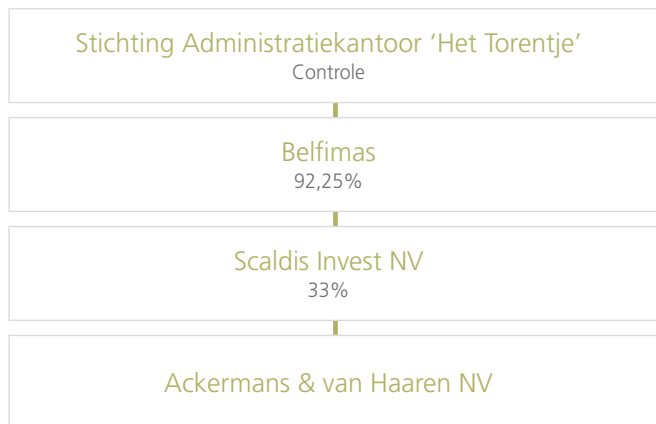 Stichting Administratiekantoor ‘Het Torentje’
Controle
Belfimas
92,25%
Scaldis Invest NV
33%
Ackermans & van Haaren NV